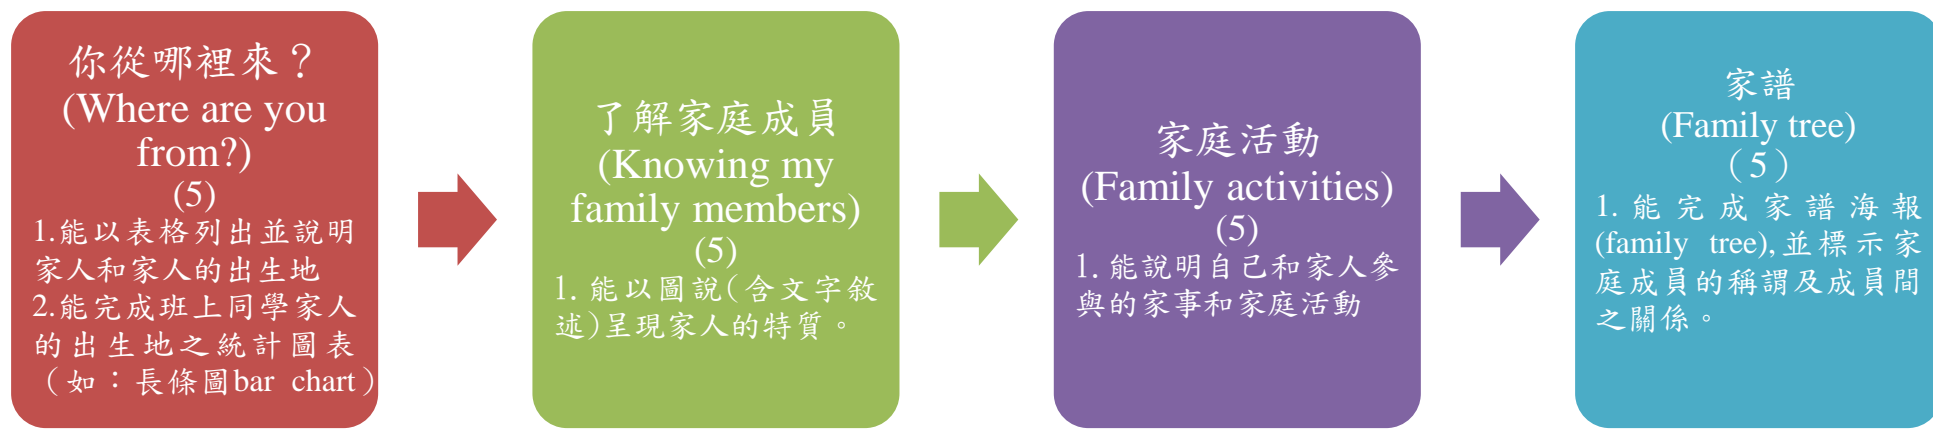 你從哪裡來？
(Where are you
from?)
(5)
1.能以表格列出並說明
家人和家人的出生地
2.能完成班上同學家人
的出生地之統計圖表
（如：長條圖bar chart）
了解家庭成員
(Knowing my
family members)
(5)
1. 能以圖說(含文字敘
述)呈現家人的特質。
家庭活動
(Family activities)
(5)
1. 能說明自己和家人參
與的家事和家庭活動
家譜
(Family tree)
（5）
1. 能完成家譜海報
(family tree),並標示家
庭成員的稱謂及成員間
之關係。